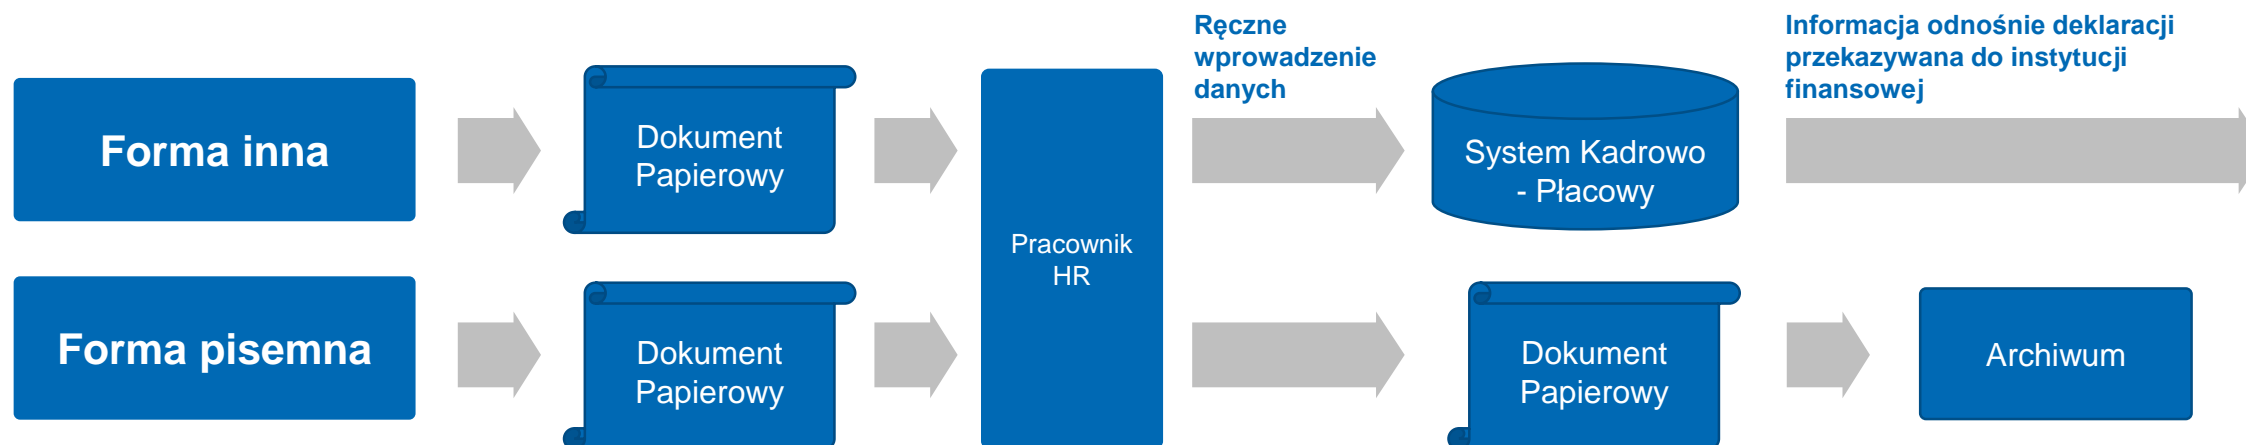 Ręczne
wprowadzenie
danych
Informacja odnośnie deklaracji
przekazywana do instytucji
finansowej
Forma inna
Dokument
Papierowy
System Kadrowo
- Płacowy
Pracownik
HR
Forma pisemna
Dokument
Papierowy
Dokument
Papierowy
Archiwum